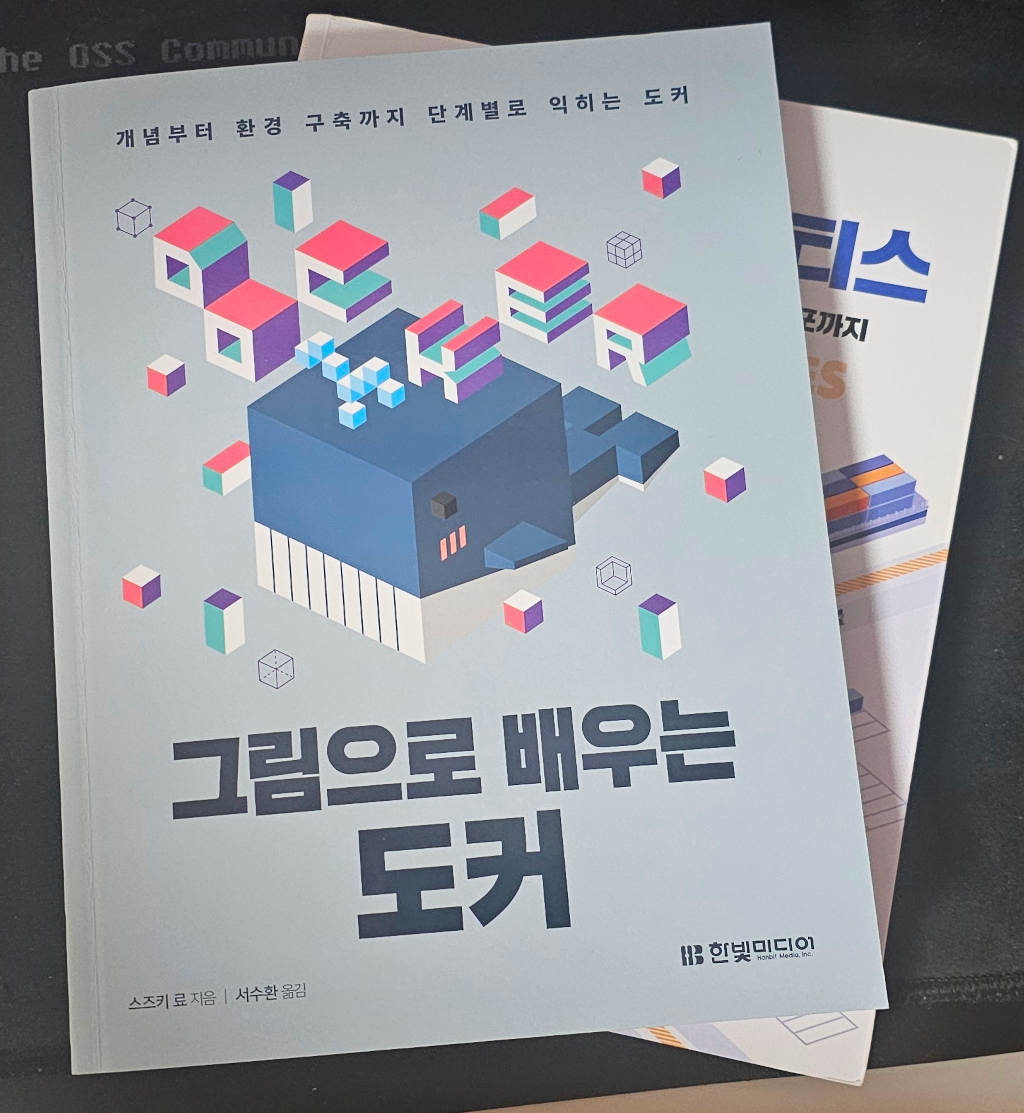 he OSS Commun
개념부터 환경 구축까지 단계별로 익히는 도커
DOCKER
티스
까지
ES
그림으로 배우는
도커
한빛미디어
Hanbit Media, Inc.
스즈키 료 지음 | 서수환 옮김